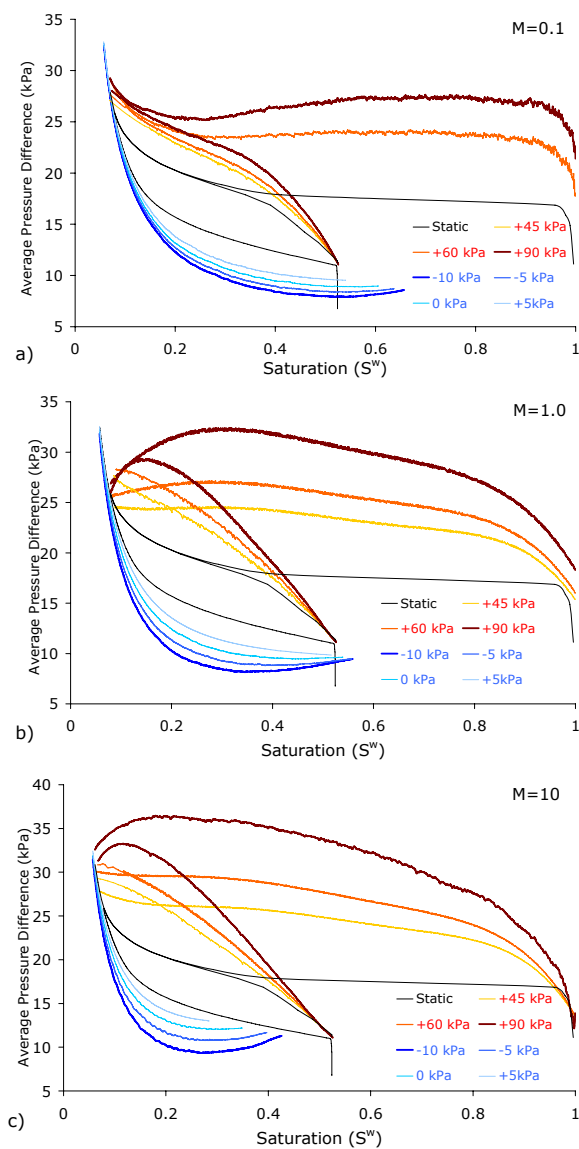 M=0.1
Average Pressure Difference (kPa)
35
30
25
20
15
10
5
Static
+45 kPa
+60 kPa
+90 kPa
-10 kPa
-5 kPa
0 kPa
+5kPa
0
0.2
0.4
0.6
0.8
1
Saturation (Sʷ)
a)
M=1.0
Average Pressure Difference (kPa)
35
30
25
20
15
10
5
Static
+45 kPa
+60 kPa
+90 kPa
-10 kPa
-5 kPa
0 kPa
+5kPa
0
0.2
0.4
0.6
0.8
1
Saturation (Sʷ)
b)
M=10
Average Pressure Difference (kPa)
40
35
30
25
20
15
10
5
Static
+45 kPa
+60 kPa
+90 kPa
-10 kPa
-5 kPa
0 kPa
+5kPa
0
0.2
0.4
0.6
0.8
1
Saturation (Sʷ)
c)